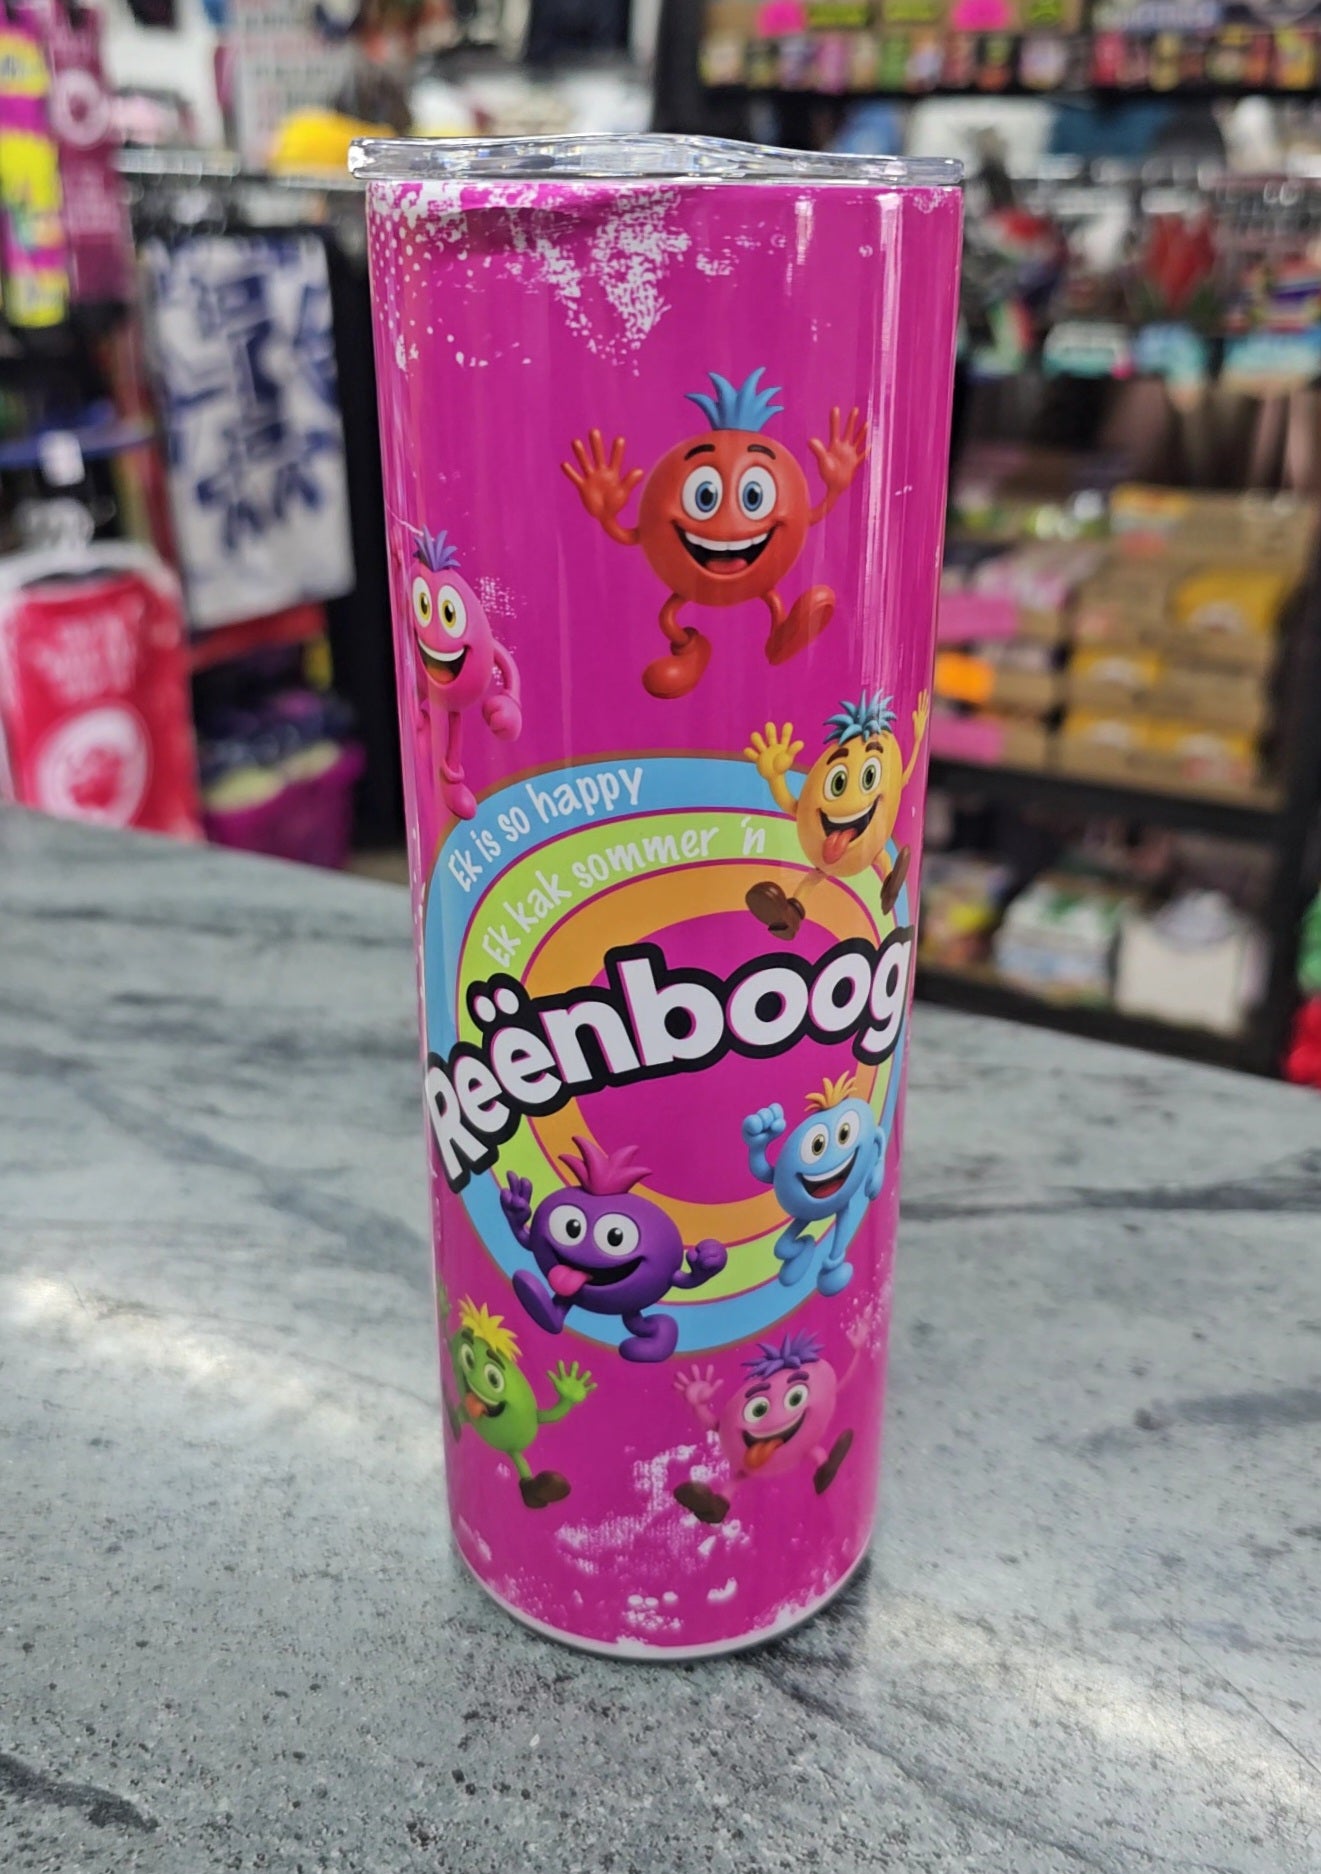 Ek is so happy
Ek kak sommer 'n
Reënboog